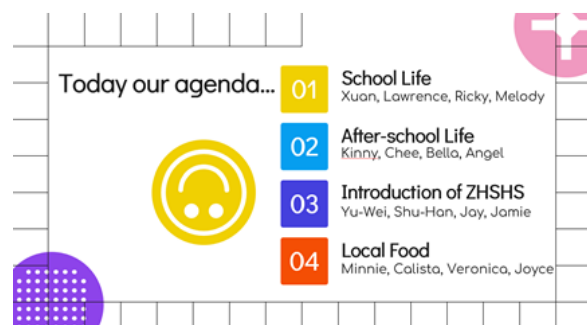 Today our agenda...
01
School Life
Xuan, Lawrence, Ricky, Melody
02
After-school Life
Kinny, Chee, Bella, Angel
03
Introduction of ZHSHS
Yu-Wei, Shu-Han, Jay, Jamie
04
Local Food
Minnie, Calista, Veronica, Joyce